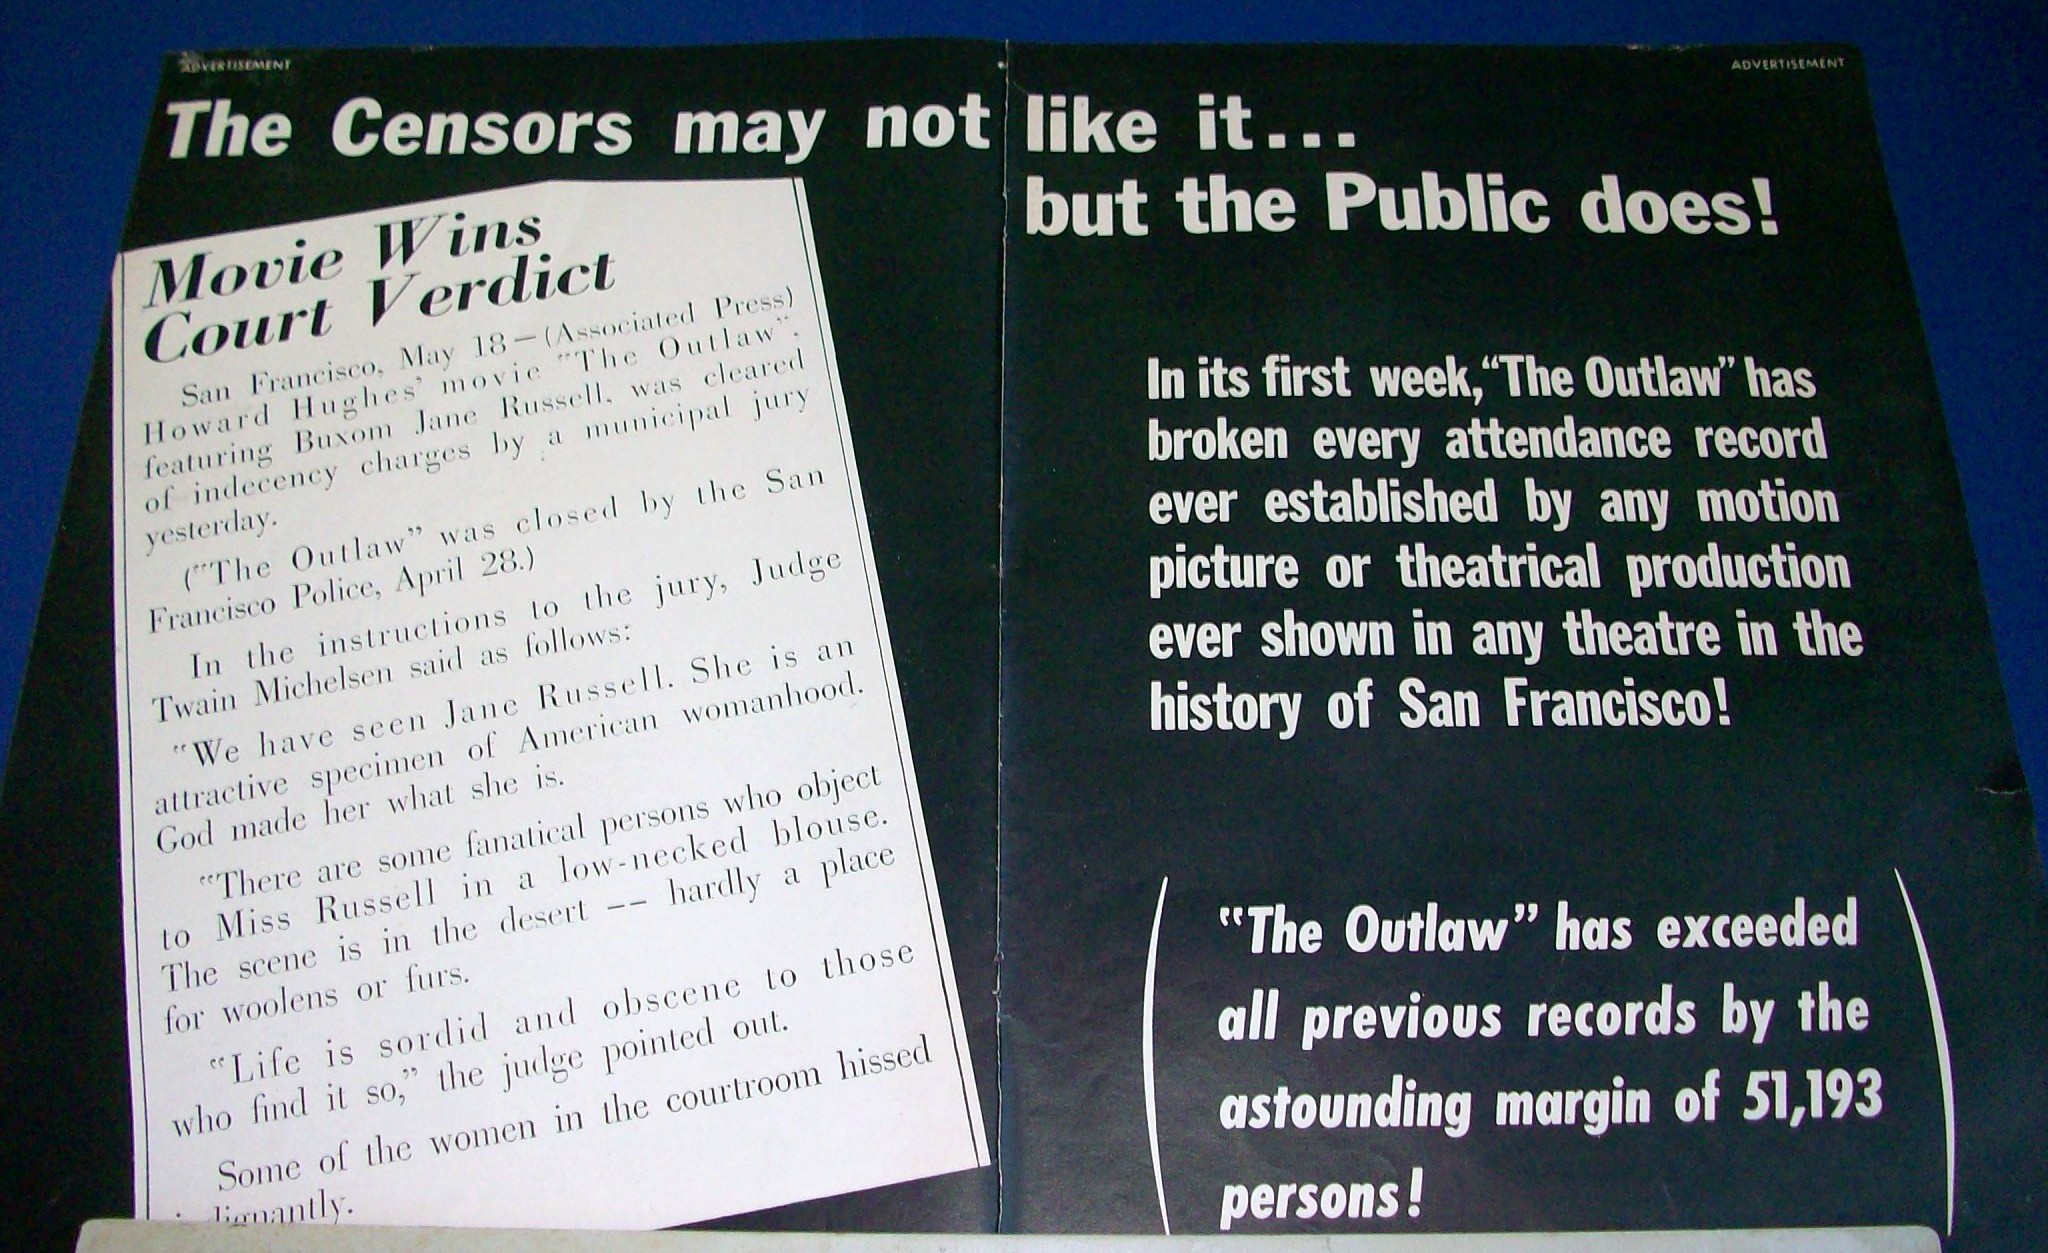 ADVERTISEMENT
ADVERTISEMENT
The Censors may not like it...
but the Public does!
Movie Wins
Court Verdict
San Francisco, May 18—(Associated Press)
Howard Hughes' movie "The Outlaw",
featuring Buxom Jane Russell, was cleared
of indecency charges by a municipal jury
yesterday.
("The Outlaw" was closed by the San
Francisco Police, April 28.)
In the instructions to the jury, Judge
Twain Michelsen said as follows:
"We have seen Jane Russell. She is an
attractive specimen of American womanhood.
God made her what she is.
"There are some fanatical persons who object
to Miss Russell in a low-necked blouse.
The scene is in the desert -- hardly a place
for woolens or furs.
"Life is sordid and obscene to those
who find it so," the judge pointed out.
Some of the women in the courtroom hissed
indignantly.
In its first week, "The Outlaw" has
broken every attendance record
ever established by any motion
picture or theatrical production
ever shown in any theatre in the
history of San Francisco!
("The Outlaw" has exceeded
all previous records by the
astounding margin of 51,193
persons!)